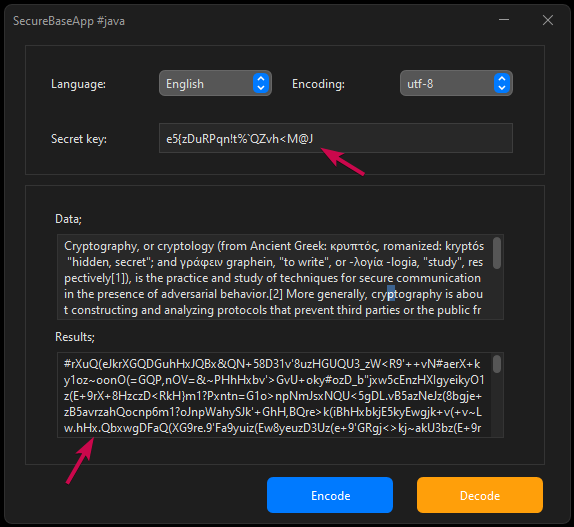 SecureBaseApp #java
Language: English Encoding: utf-8
Secret key: e5{zDuRPqn!t%`QZvh<M@J
Data;
Cryptography, or cryptology (from Ancient Greek: κρυπτός, romanized: kryptós
"hidden, secret"; and γράφειν graphein, "to write", or -λογία -logia, "study", res
pectively[1]), is the practice and study of techniques for secure communication
in the presence of adversarial behavior.[2] More generally, cryptography is abou
t constructing and analyzing protocols that prevent third parties or the public fr
Results;
#rXuQ(eJkrXGQDGuhHxJQBx&QN+58D31v'8uzHGUQU3_zW<R9'++vN#aerX+k
y1oz~oonO(=GQP,nOV=&~PHhHxbv'>GvU+oky#ozD_b"jxw5cEnzHXIgyeikyO1
z(E+9rX+8HzczD<RkH}m1?Pxntn=G1o>npNmJsxNQU<5gDL.vB5azNeJz(8bgje+
zB5avrzahQocnp6m1?oJnpWahySJk'+GhH,BQre>k(iBhHxbkjE5kyEwgjk+v(+v~L
w.hHx.QbxwgDFaQ(XG9re.9'Fa9yuiz(Ew8yeuzD3Uz(e+9'GRgj<>kj~akU3bz(E+9r
Encode Decode